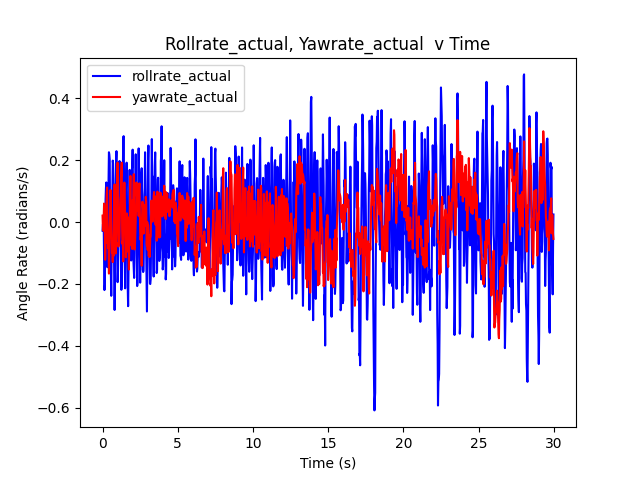 Rollrate_actual, Yawrate_actual  v Time
rollrate_actual
yawrate_actual
Angle Rate (radians/s)
0.4
0.2
0.0
−0.2
−0.4
−0.6
0
5
10
15
20
25
30
Time (s)